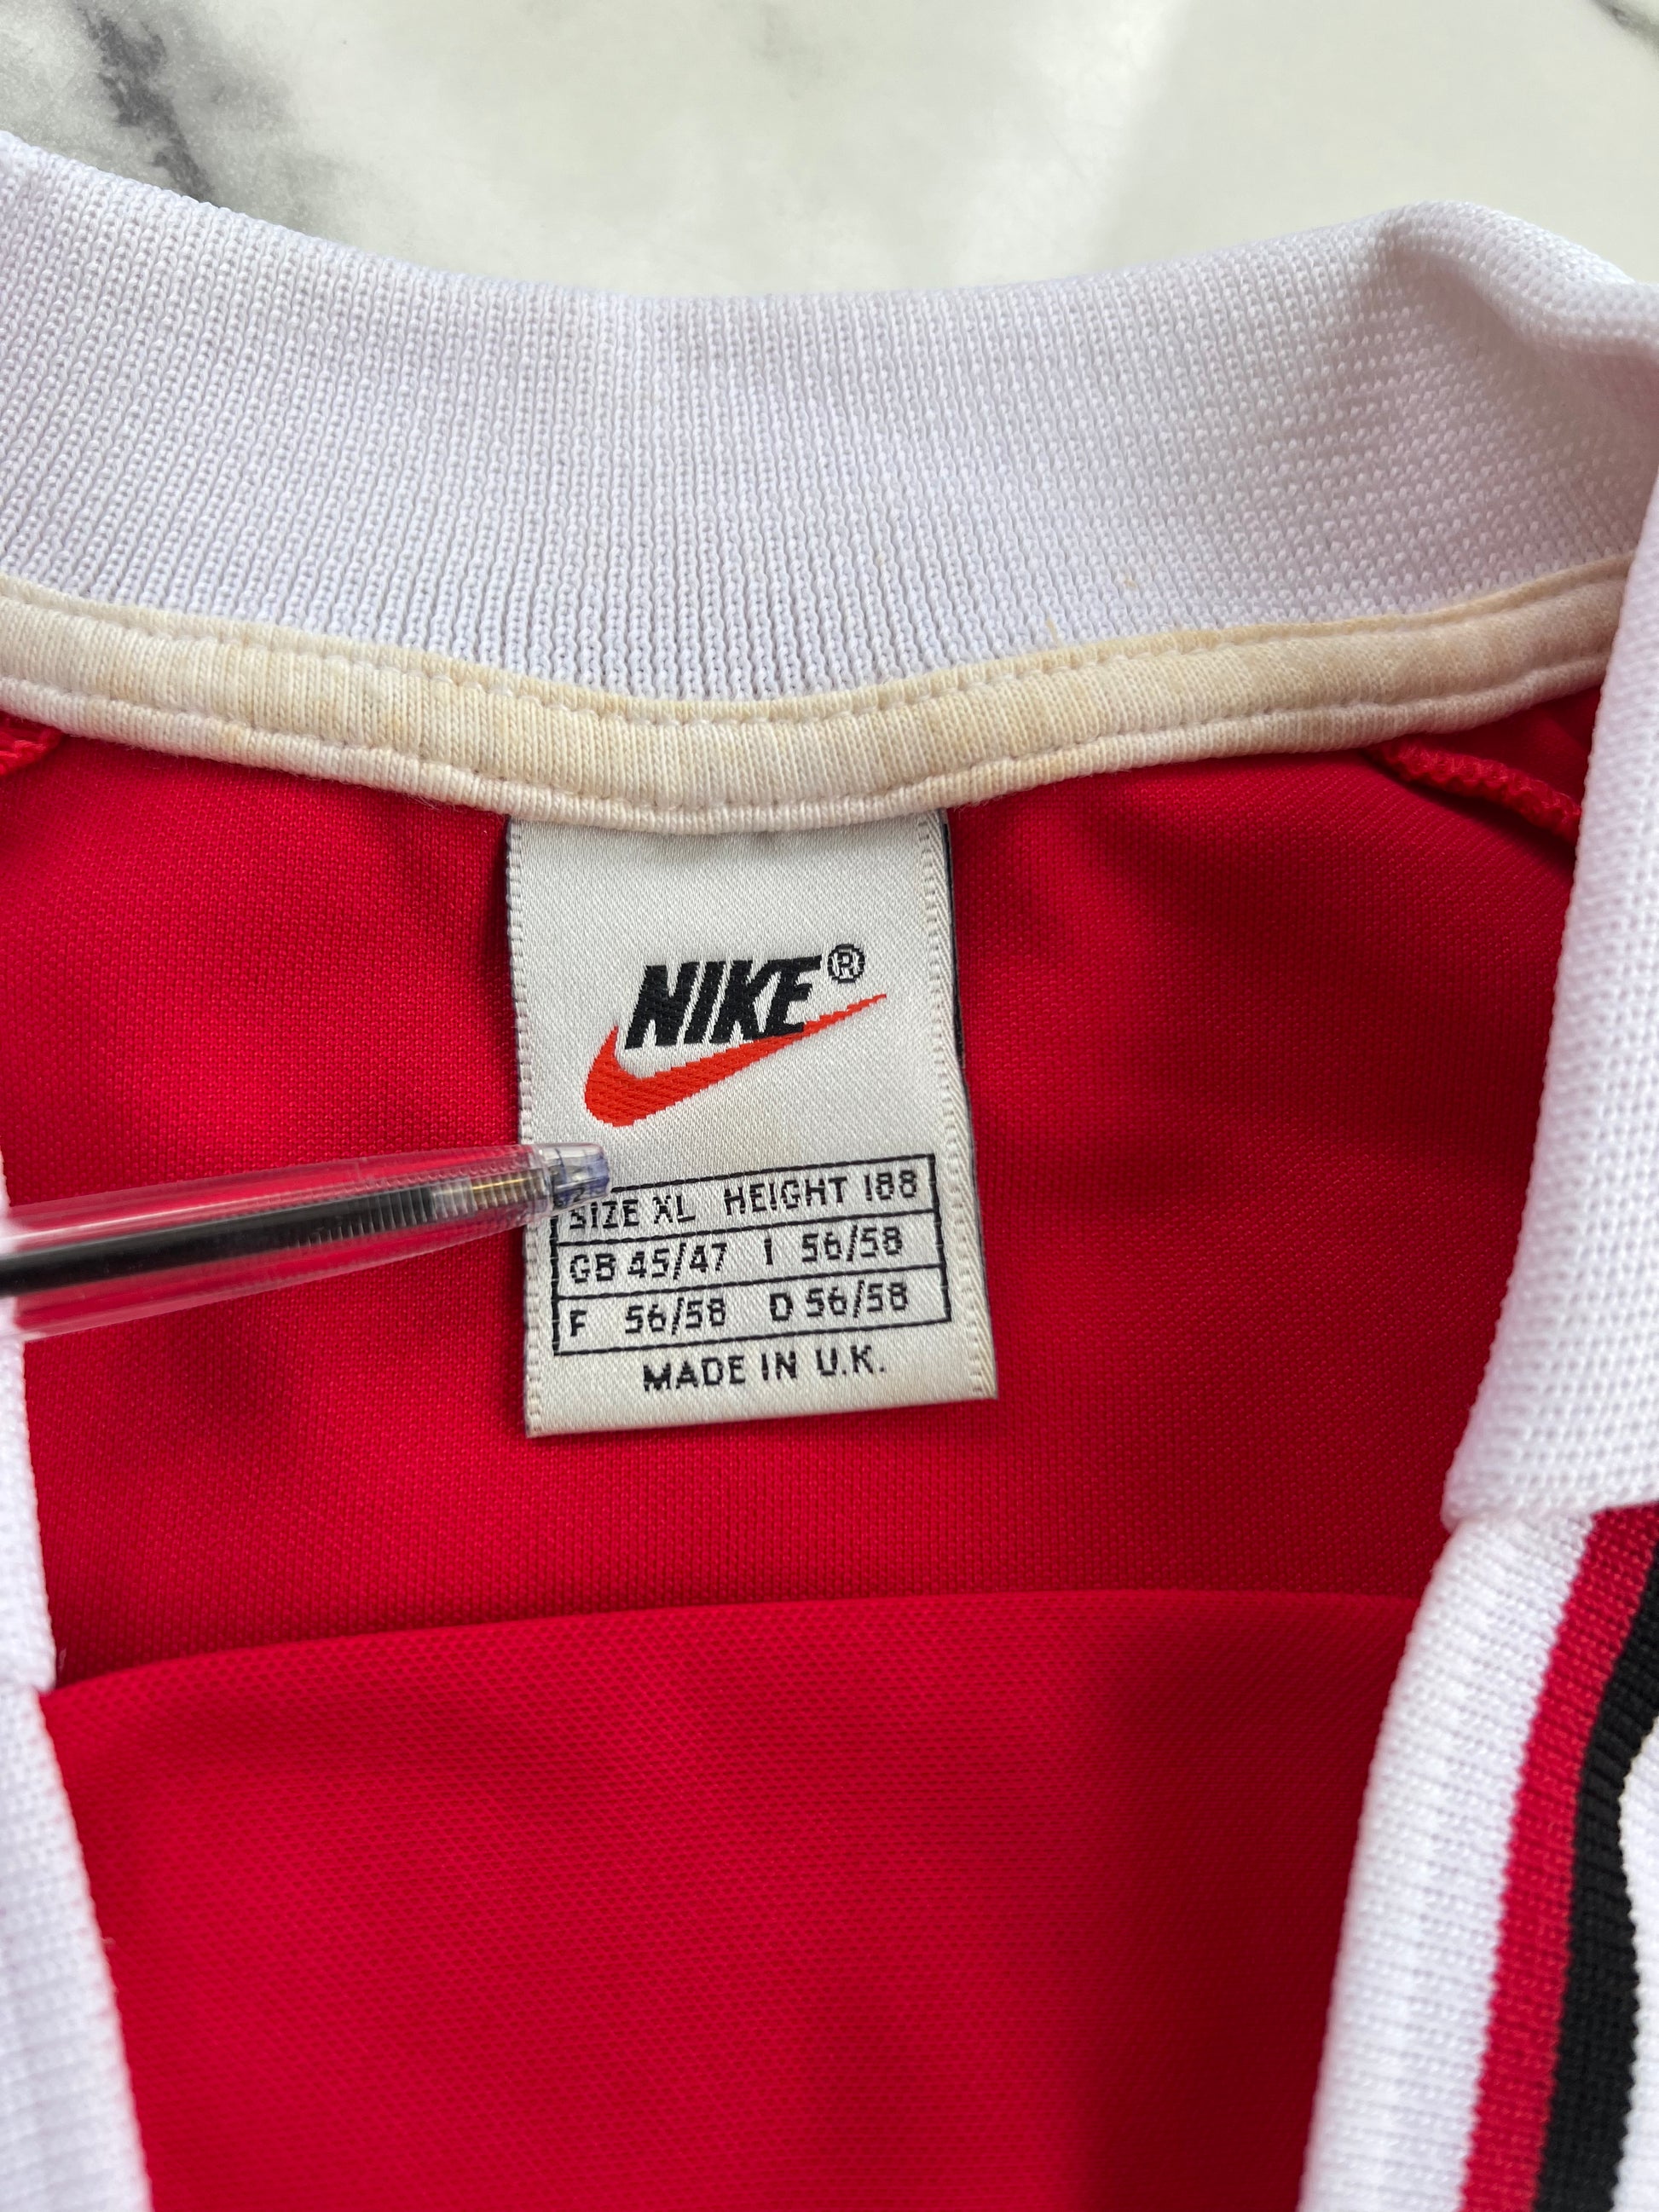 NIKE®
SIZE XL HEIGHT 188
GB 45/47 I 56/58
F 56/58 D 56/58
MADE IN U.K.